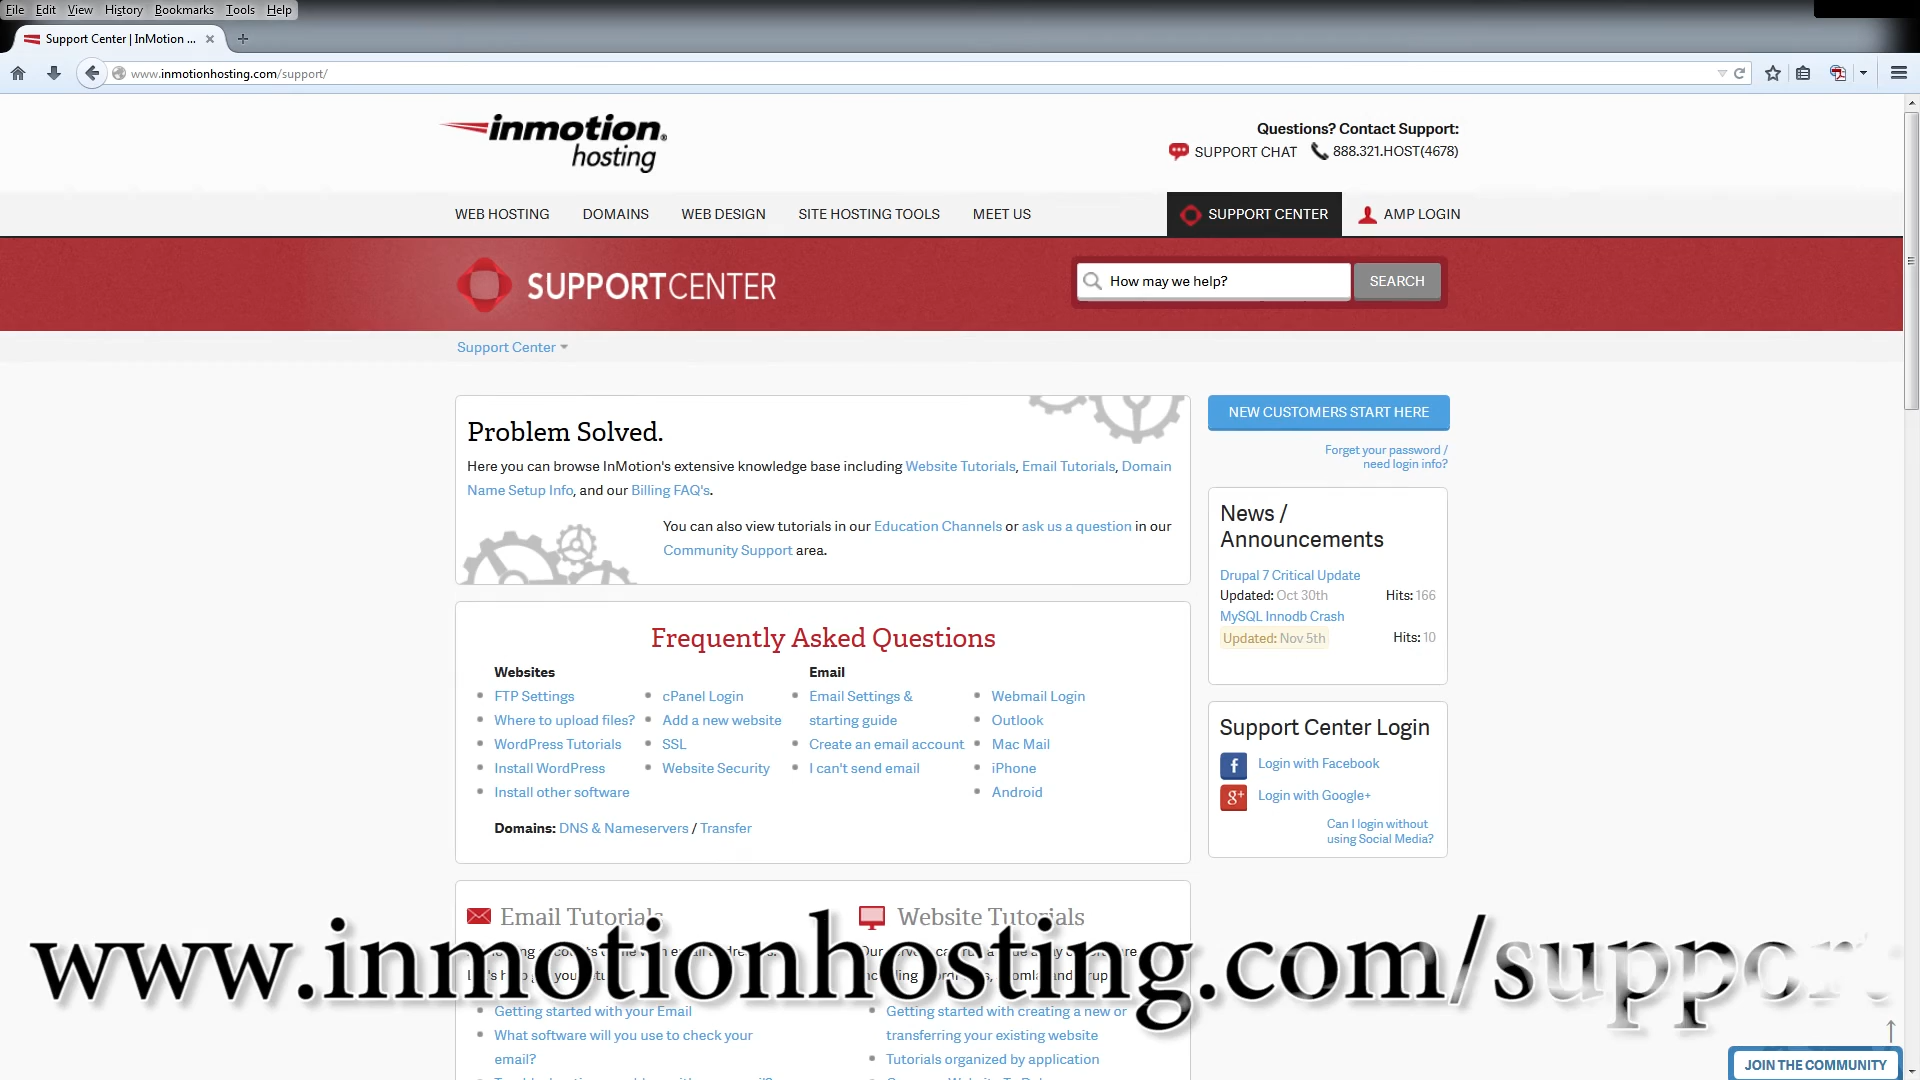 File Edit View History Bookmarks Tools Help
Support Center | InMotion ...
www.inmotionhosting.com/support/
inmotion hosting
Questions? Contact Support:
SUPPORT CHAT 888.321.HOST(4678)
WEB HOSTING DOMAINS WEB DESIGN SITE HOSTING TOOLS MEET US SUPPORT CENTER AMP LOGIN
SUPPORTCENTER
How may we help? SEARCH
Support Center
Problem Solved.
Here you can browse InMotion's extensive knowledge base including Website Tutorials, Email Tutorials, Domain
Name Setup Info, and our Billing FAQ's.
You can also view tutorials in our Education Channels or ask us a question in our
Community Support area.
NEW CUSTOMERS START HERE
Forget your password /
need login info?
News /
Announcements
Drupal 7 Critical Update
Updated: Oct 30th Hits: 166
MySQL Innodb Crash
Updated: Nov 5th Hits: 10
Frequently Asked Questions
Websites
FTP Settings
Where to upload files?
WordPress Tutorials
Install WordPress
Install other software
cPanel Login
Add a new website
SSL
Website Security
Email
Email Settings &
starting guide
Create an email account
I can't send email
Webmail Login
Outlook
Mac Mail
iPhone
Android
Domains: DNS & Nameservers / Transfer
Support Center Login
Login with Facebook
Login with Google+
Can I login without
using Social Media?
Email Tutorials
Website Tutorials
www.inmotionhosting.com/support
Getting started with your Email
What software will you use to check your
email?
Getting started with creating a new or
transferring your existing website
Tutorials organized by application
JOIN THE COMMUNITY